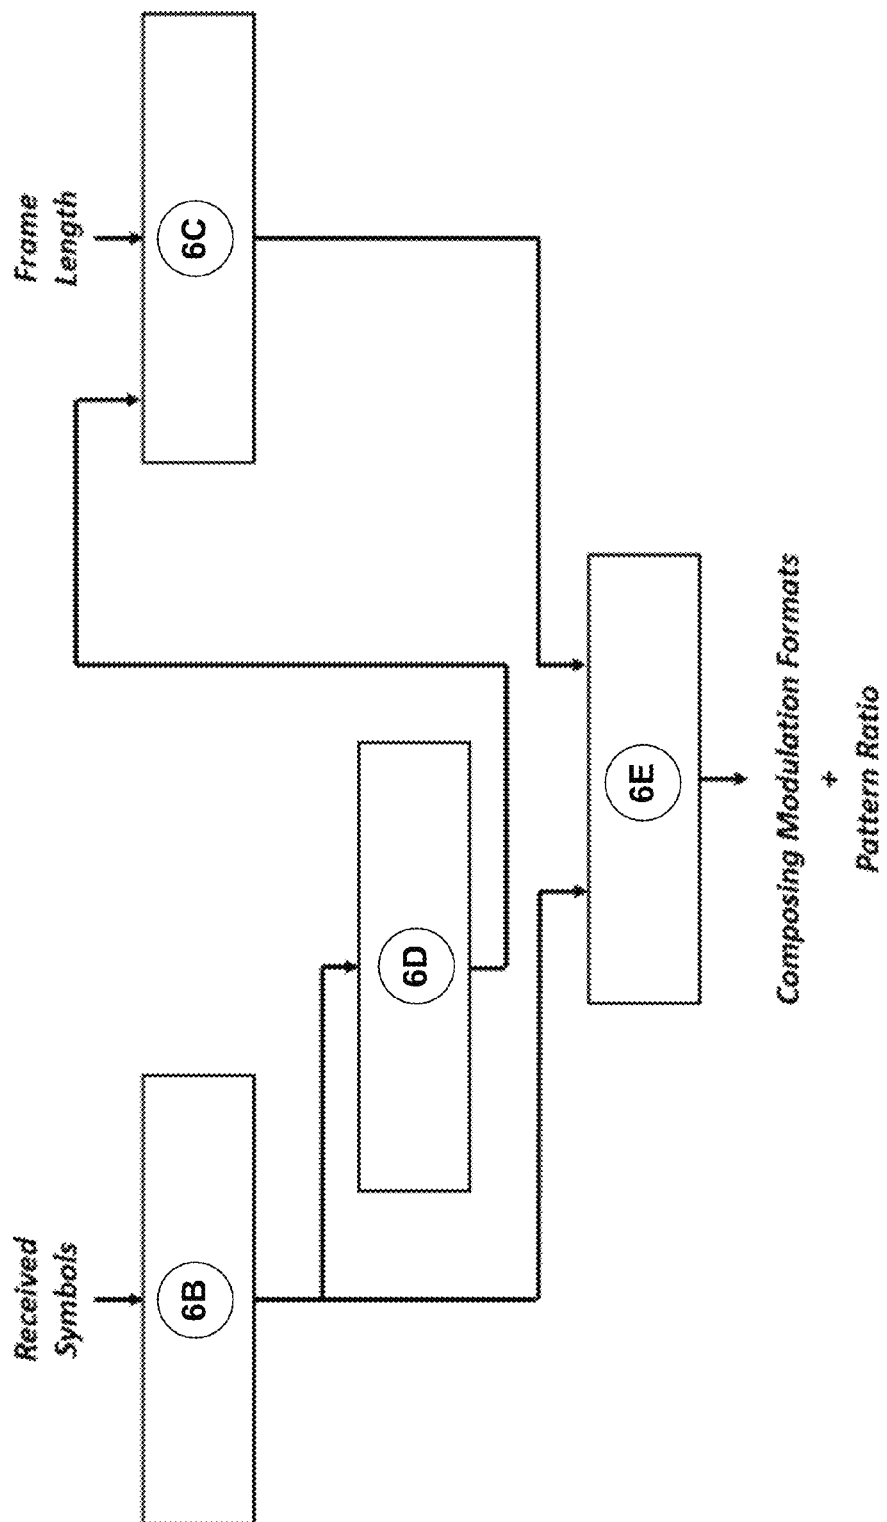 Received
Symbols
Frame
Length
6B
6C
6D
6E
Composing Modulation Formats
+
Pattern Ratio